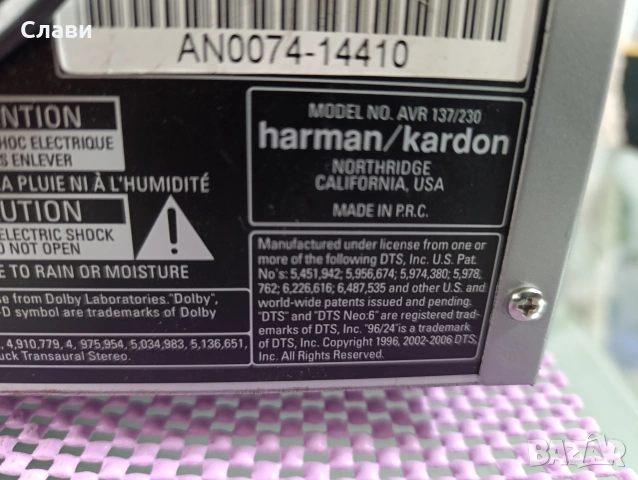 Слави
AN0074-14410
NTION
HOC ELECTRIQUE
S ENLEVER
LA PLUIE NI À L'HUMIDITÉ
UTION
ELECTRIC SHOCK
O NOT OPEN
E TO RAIN OR MOISTURE
se from Dolby Laboratories. "Dolby",
-D symbol are trademarks of Dolby
, 4,910,779, 4, 975,954, 5,034,983, 5,136,651,
uck Transaural Stereo.
MODEL NO. AVR 137/230
harman/kardon
NORTHRIDGE
CALIFORNIA, USA
MADE IN P.R.C.
Manufactured under license from one or
more of the following DTS, Inc. U.S. Pat.
No's: 5,451,942; 5,956,674; 5,974,380; 5,978,
762; 6,226,616; 6,487,535 and other U.S. and
world-wide patents issued and pending.
"DTS" and "DTS Neo:6" are registered trad-
emarks of DTS, Inc. "96/24" is a trademark
of DTS, Inc. Copyright 1996, 2002-2006 DTS,
Inc. All Rights Reserved.
BAZAR